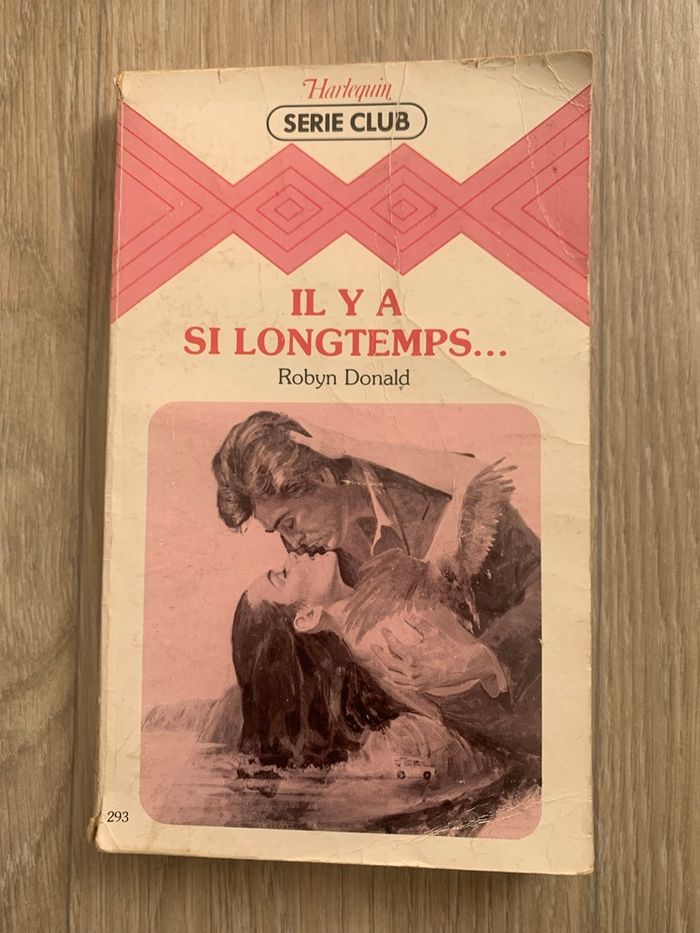 Harlequin
SERIE CLUB
IL Y A
SI LONGTEMPS...
Robyn Donald
293